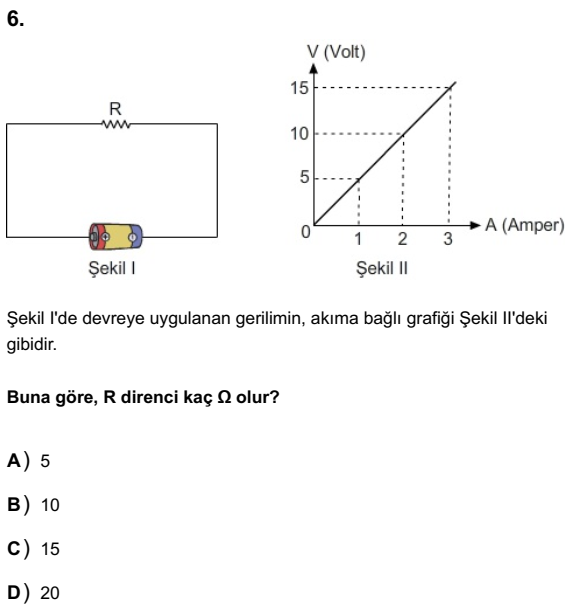 6.
V (Volt)
15
10
5
0
1
2
3
A (Amper)
R
Şekil I
Şekil II
Şekil I'de devreye uygulanan gerilimin, akıma bağlı grafiği Şekil II'deki
gibidir.
Buna göre, R direnci kaç Ω olur?
A) 5
B) 10
C) 15
D) 20